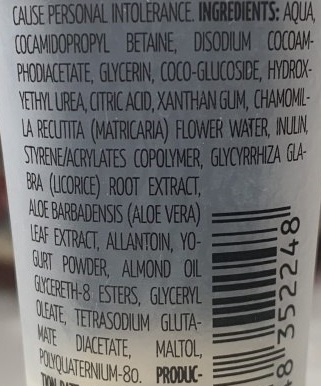 CAUSE PERSONAL INTOLERANCE. INGREDIENTS: AQUA,
COCAMIDOPROPYL BETAINE, DISODIUM COCOAM-
PHODIACETATE, GLYCERIN, COCO-GLUCOSIDE, HYDROX-
YETHYL UREA, CITRIC ACID, XANTHAN GUM, CHAMOMIL-
LA RECUTITA (MATRICARIA) FLOWER WATER, INULIN,
STYRENE/ACRYLATES COPOLYMER, GLYCYRRHIZA GLA-
BRA (LICORICE) ROOT EXTRACT,
ALOE BARBADENSIS (ALOE VERA)
LEAF EXTRACT, ALLANTOIN, YO-
GURT POWDER, ALMOND OIL
GLYCERETH-8 ESTERS, GLYCERYL
OLEATE, TETRASODIUM GLUTA-
MATE DIACETATE, MALTOL,
POLYQUATERNIUM-80. PRODUC-
8352248